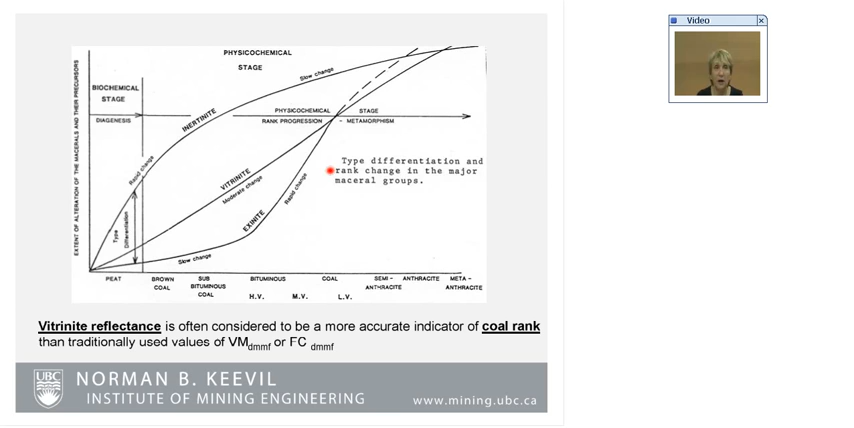 Video
PHYSICOCHEMICAL
STAGE
Slow change
BIOCHEMICAL
STAGE
DIAGENESIS
PHYSICOCHEMICAL STAGE
RANK PROGRESSION - METAMORPHISM
INERTINITE
Rapid change
EXTENT OF ALTERATION OF THE MACERALS AND THEIR PRECURSORS
Type differentiation and
rank change in the major
maceral groups.
VITRINITE
Moderate change
Rapid change
EXINITE
Type
Differentiation
Slow change
PEAT
BROWN
COAL
SUB
BITUMINOUS
COAL
BITUMINOUS COAL
H.V. M.V. L.V.
SEMI -
ANTHRACITE
ANTHRACITE
META -
ANTHRACITE
Vitrinite reflectance is often considered to be a more accurate indicator of coal rank
than traditionally used values of VMdmmf or FC dmmf
UBC
NORMAN B. KEEVIL
INSTITUTE OF MINING ENGINEERING
www.mining.ubc.ca